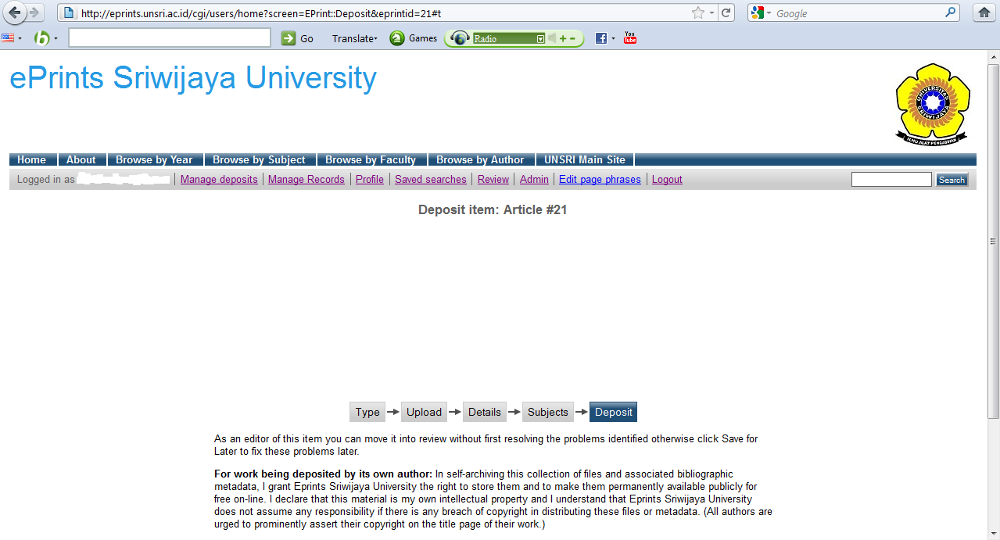 http://eprints.unsri.ac.id/cgi/users/home?screen=EPrint::Deposit&eprintid=21#t
Google
Go Translate Games Radio
You Tube
ePrints Sriwijaya University
UNIVERSITAS SRIWIJAYA
ILMU ALAT PENGABDIAN
Home About Browse by Year Browse by Subject Browse by Faculty Browse by Author UNSRI Main Site
Logged in as Manage deposits Manage Records Profile Saved searches Review Admin Edit page phrases Logout Search
Deposit item: Article #21
Type Upload Details Subjects Deposit
As an editor of this item you can move it into review without first resolving the problems identified otherwise click Save for
Later to fix these problems later.
For work being deposited by its own author: In self-archiving this collection of files and associated bibliographic
metadata, I grant Eprints Sriwijaya University the right to store them and to make them permanently available publicly for
free on-line. I declare that this material is my own intellectual property and I understand that Eprints Sriwijaya University
does not assume any responsibility if there is any breach of copyright in distributing these files or metadata. (All authors are
urged to prominently assert their copyright on the title page of their work.)